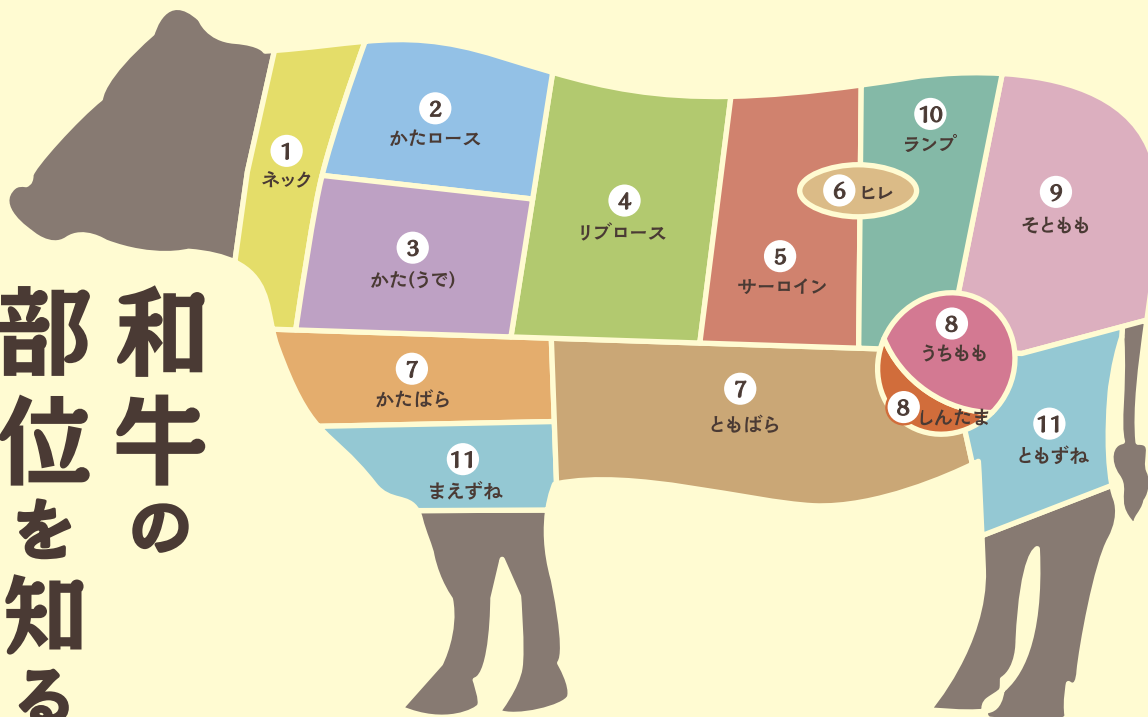 和牛の
部位を知る
1
ネック
2
かたロース
3
かた(うで)
4
リブロース
5
サーロイン
6 ヒレ
10
ランプ
9
そともも
8
うちもも
8 しんたま
7
かたばら
7
ともばら
11
まえずね
11
ともずね